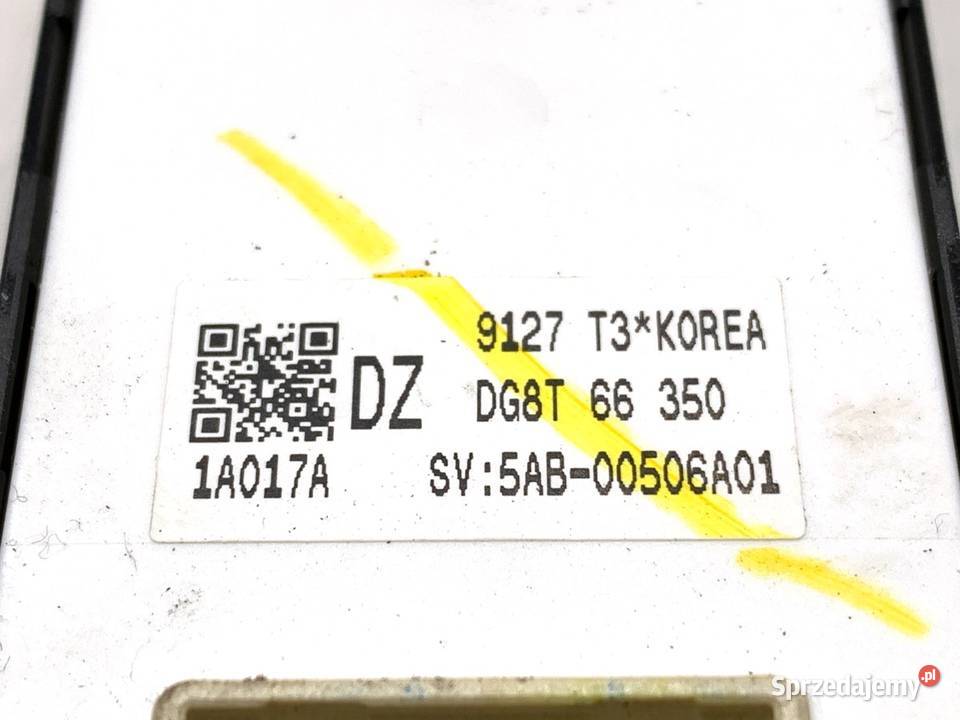 9127 T3*KOREA
DZ
DG8T 66 350
1A017A
SV:5AB-00506A01
Sprzedajemy.pl